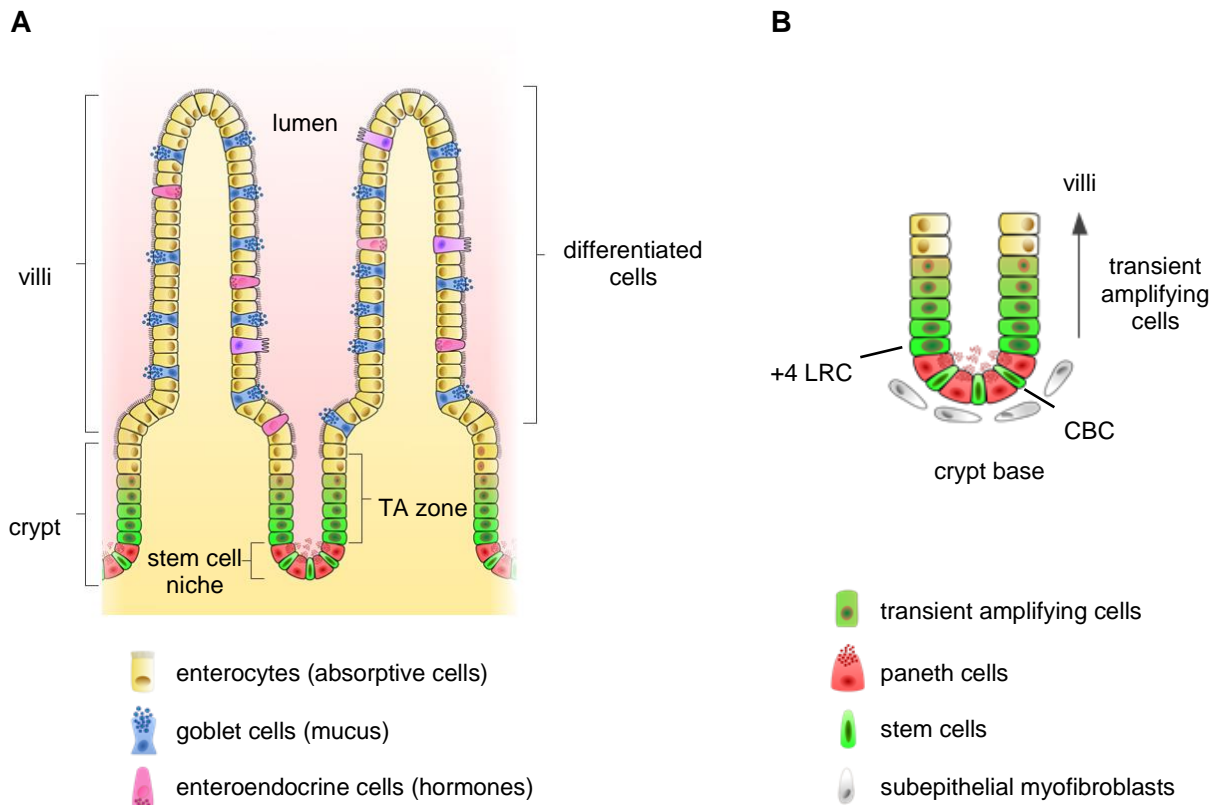 A
lumen
villi
differentiated
cells
crypt
TA zone
stem cell
niche
enterocytes (absorptive cells)
goblet cells (mucus)
enteroendocrine cells (hormones)
B
villi
transient
amplifying
cells
+4 LRC
CBC
crypt base
transient amplifying cells
paneth cells
stem cells
subepithelial myofibroblasts